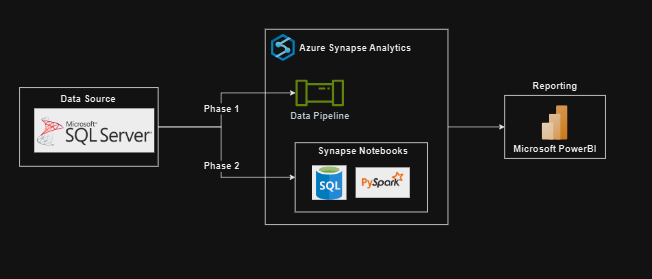 Azure Synapse Analytics
Data Source
Microsoft
SQL Server
Phase 1
Data Pipeline
Phase 2
Synapse Notebooks
SQL
PySpark
Reporting
Microsoft PowerBI